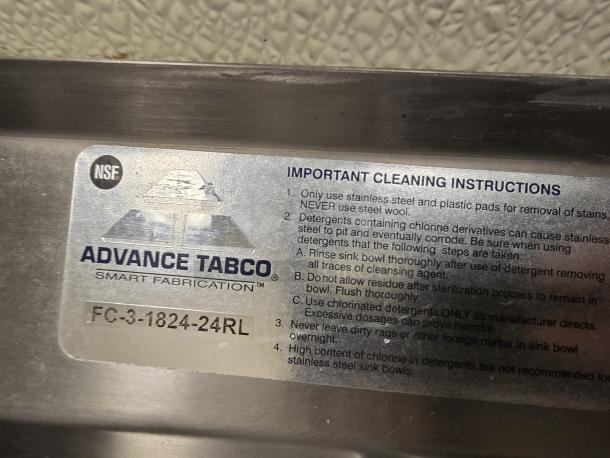 NSF
ADVANCE TABCO®
SMART FABRICATION™
FC-3-1824-24RL
IMPORTANT CLEANING INSTRUCTIONS
1. Only use stainless steel and plastic pads for removal of stains,
NEVER use steel wool.
2. Detergents containing chlorine derivatives can cause stainless
steel to pit and eventually corrode. Be sure when using
detergents that the following steps are taken:
A. Rinse sink bowl thoroughly after use of detergent removing
all traces of cleansing agent.
B. Do not allow residue after sterilization process to remain in
bowl. Flush thoroughly.
C. Use chlorinated detergents ONLY as manufacturer directs.
Excessive dosages can prove harmful.
3. Never leave dirty rags or other foreign matter in sink bowl
overnight.
4. High content of chlorine in detergents are not recommended for
stainless steel sink bowls.